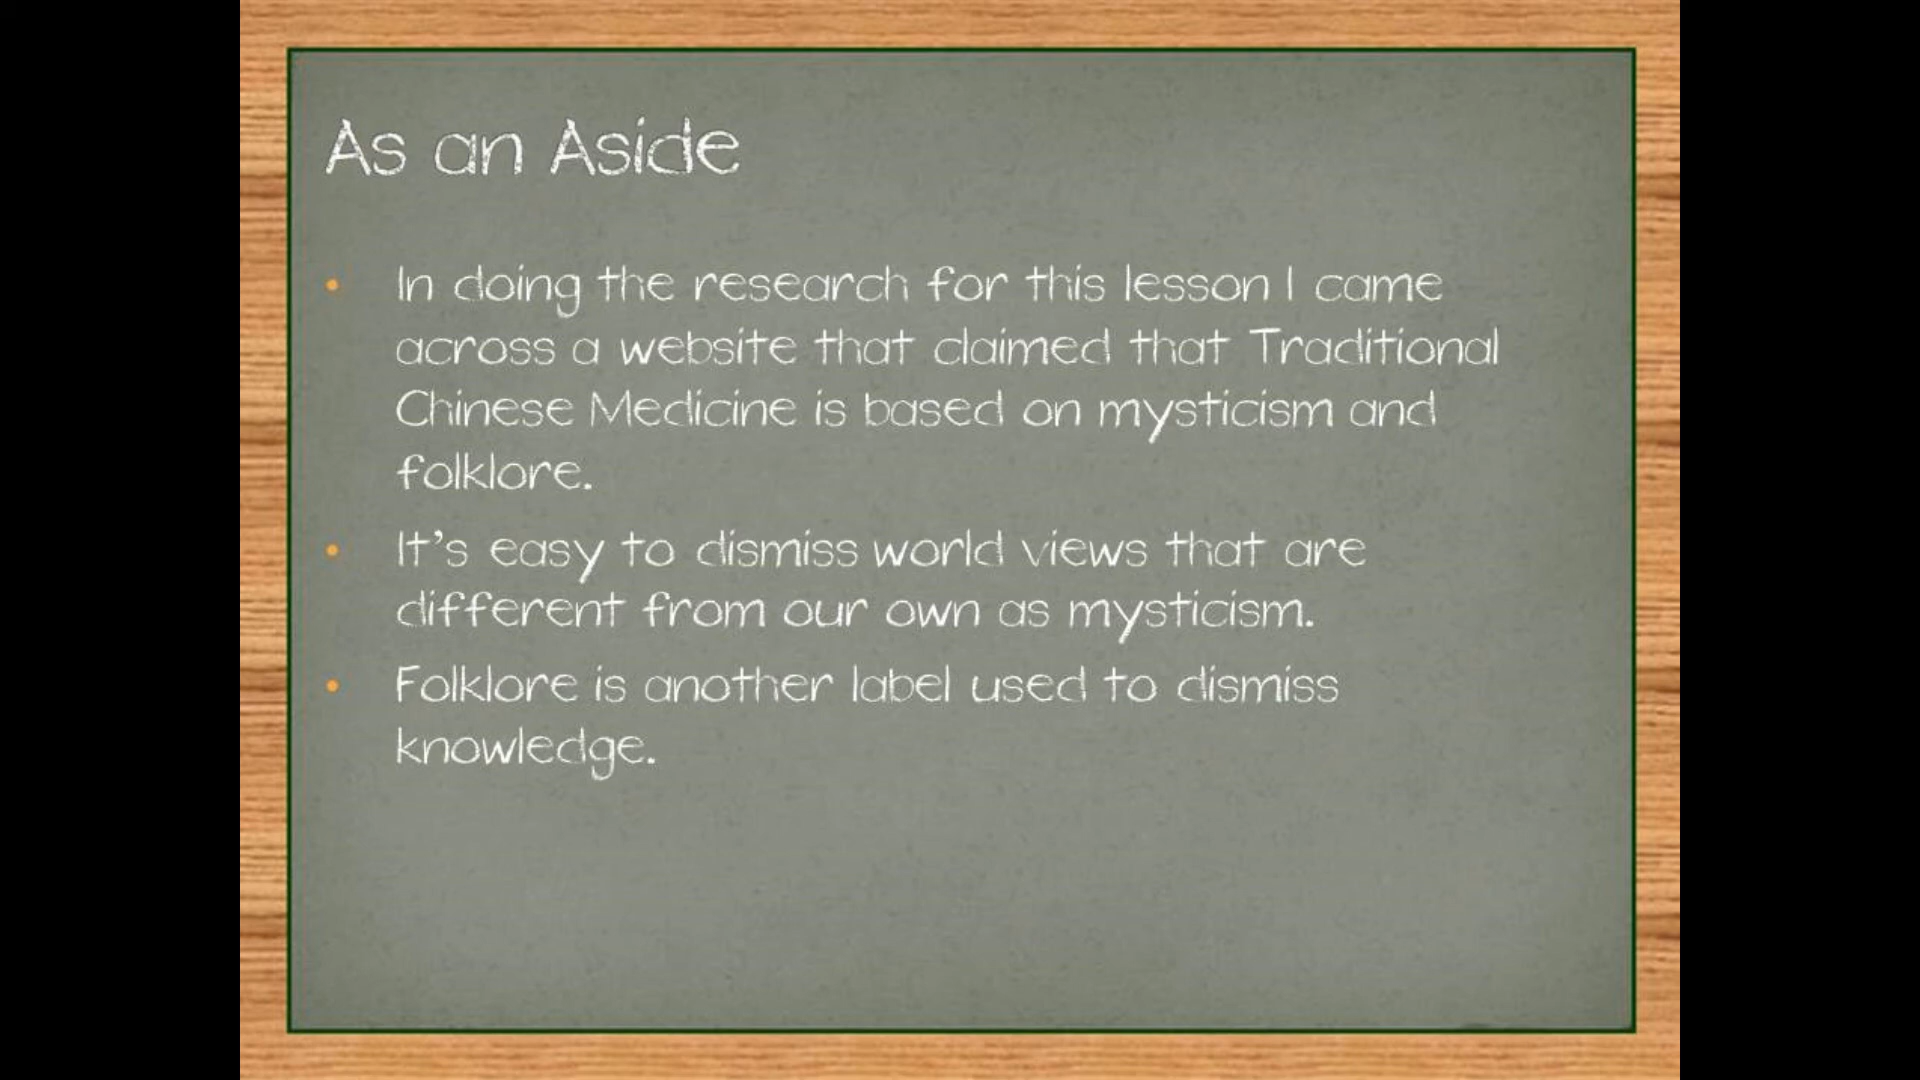 As an Aside
• In doing the research for this lesson I came
across a website that claimed that Traditional
Chinese Medicine is based on mysticism and
folklore.
• It's easy to dismiss world views that are
different from our own as mysticism.
• Folklore is another label used to dismiss
knowledge.